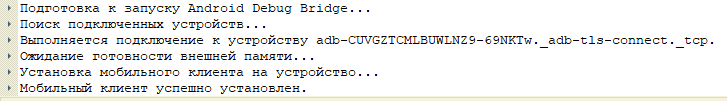 Подготовка к запуску Android Debug Bridge...
Поиск подключенных устройств...
Выполняется подключение к устройству adb-CUVGZTCMLBUWLNZ9-69NKTw._adb-tls-connect._tcp.
Ожидание готовности внешней памяти...
Установка мобильного клиента на устройство...
Мобильный клиент успешно установлен.